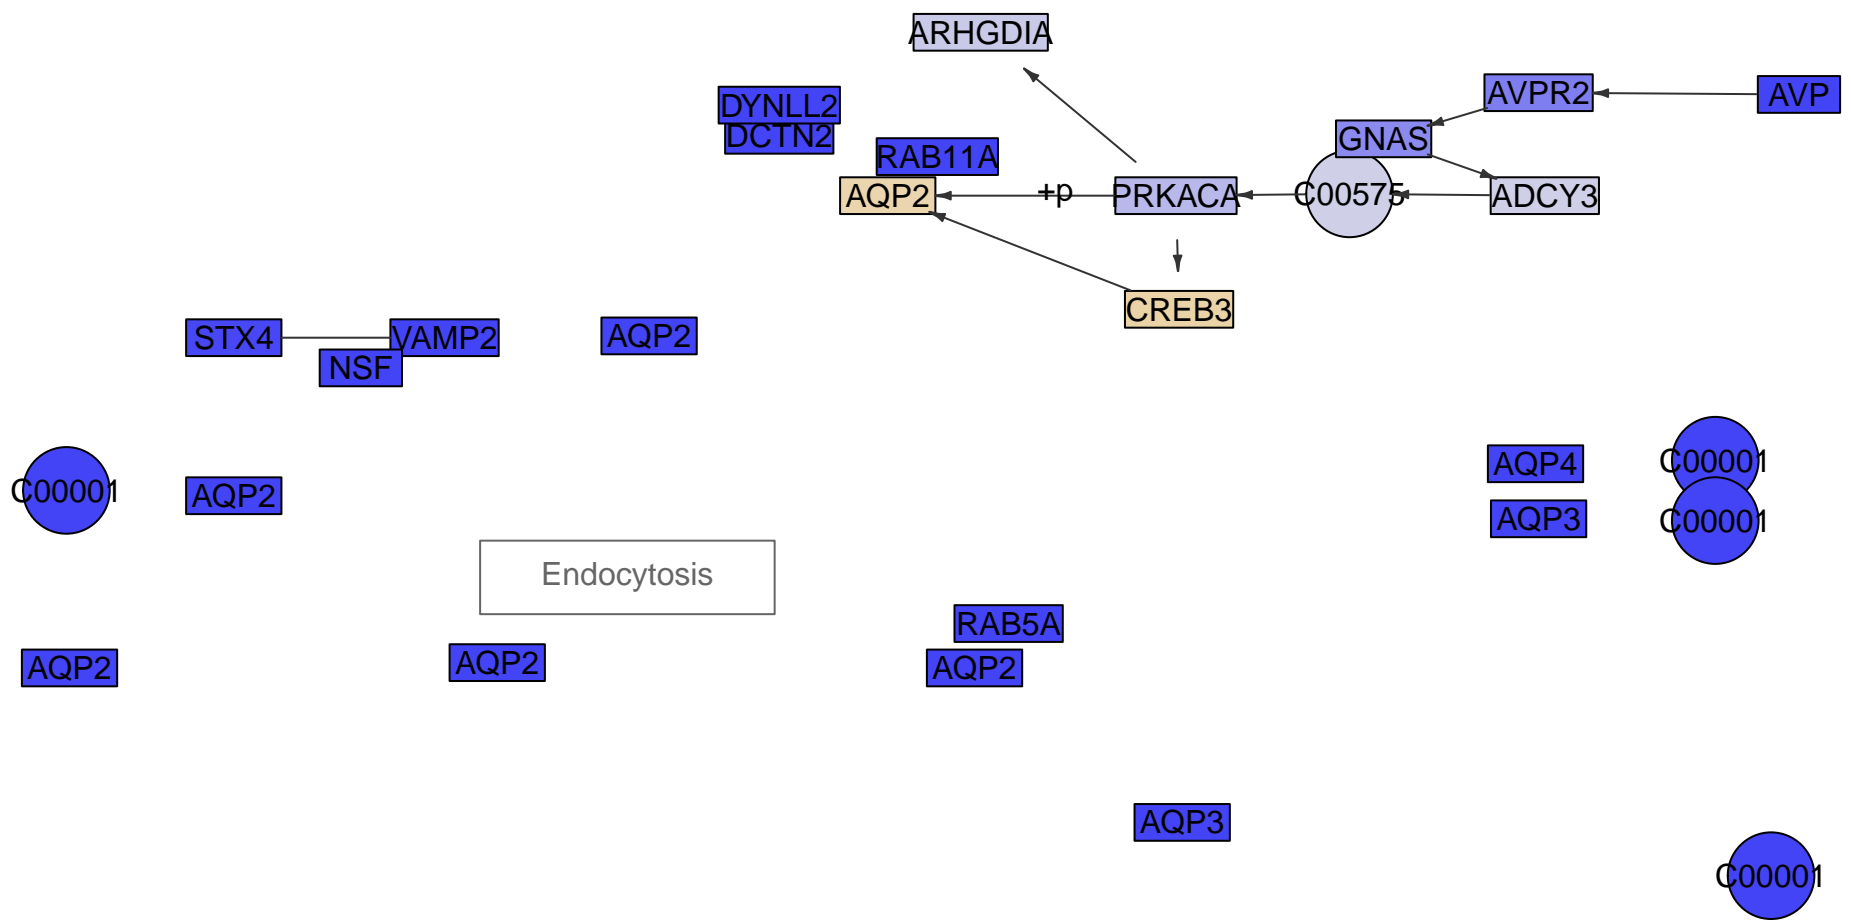 ARHGDIA
DYNLL2
AVPR2
AVP
DCTN2
GNAS
RAB11A
AQP2
+p
PRKACA
C00575
ADCY3
CREB3
STX4
VAMP2
AQP2
NSF
AQP4
C00001
C00001
AQP2
AQP3
C00001
Endocytosis
RAB5A
AQP2
AQP2
AQP2
AQP3
C00001